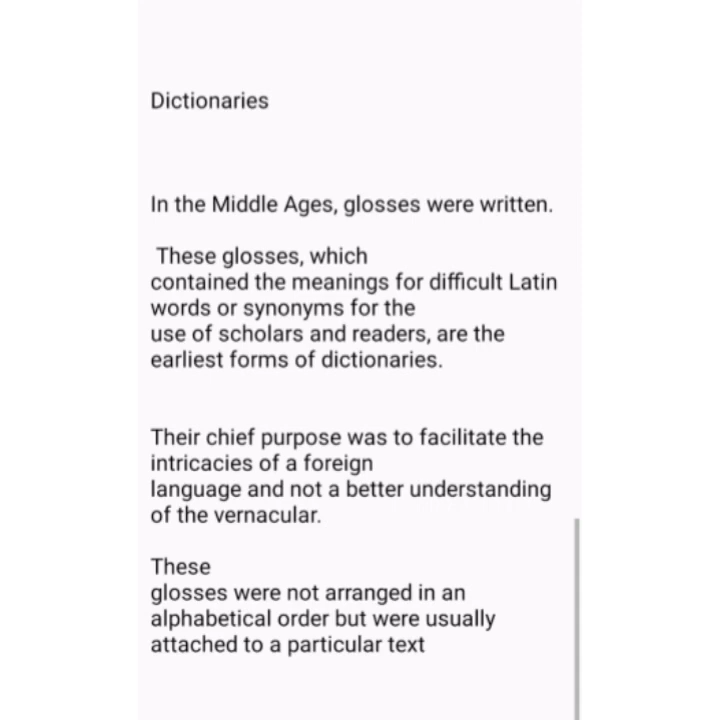 Dictionaries
In the Middle Ages, glosses were written.
These glosses, which
contained the meanings for difficult Latin
words or synonyms for the
use of scholars and readers, are the
earliest forms of dictionaries.
Their chief purpose was to facilitate the
intricacies of a foreign
language and not a better understanding
of the vernacular.
These
glosses were not arranged in an
alphabetical order but were usually
attached to a particular text